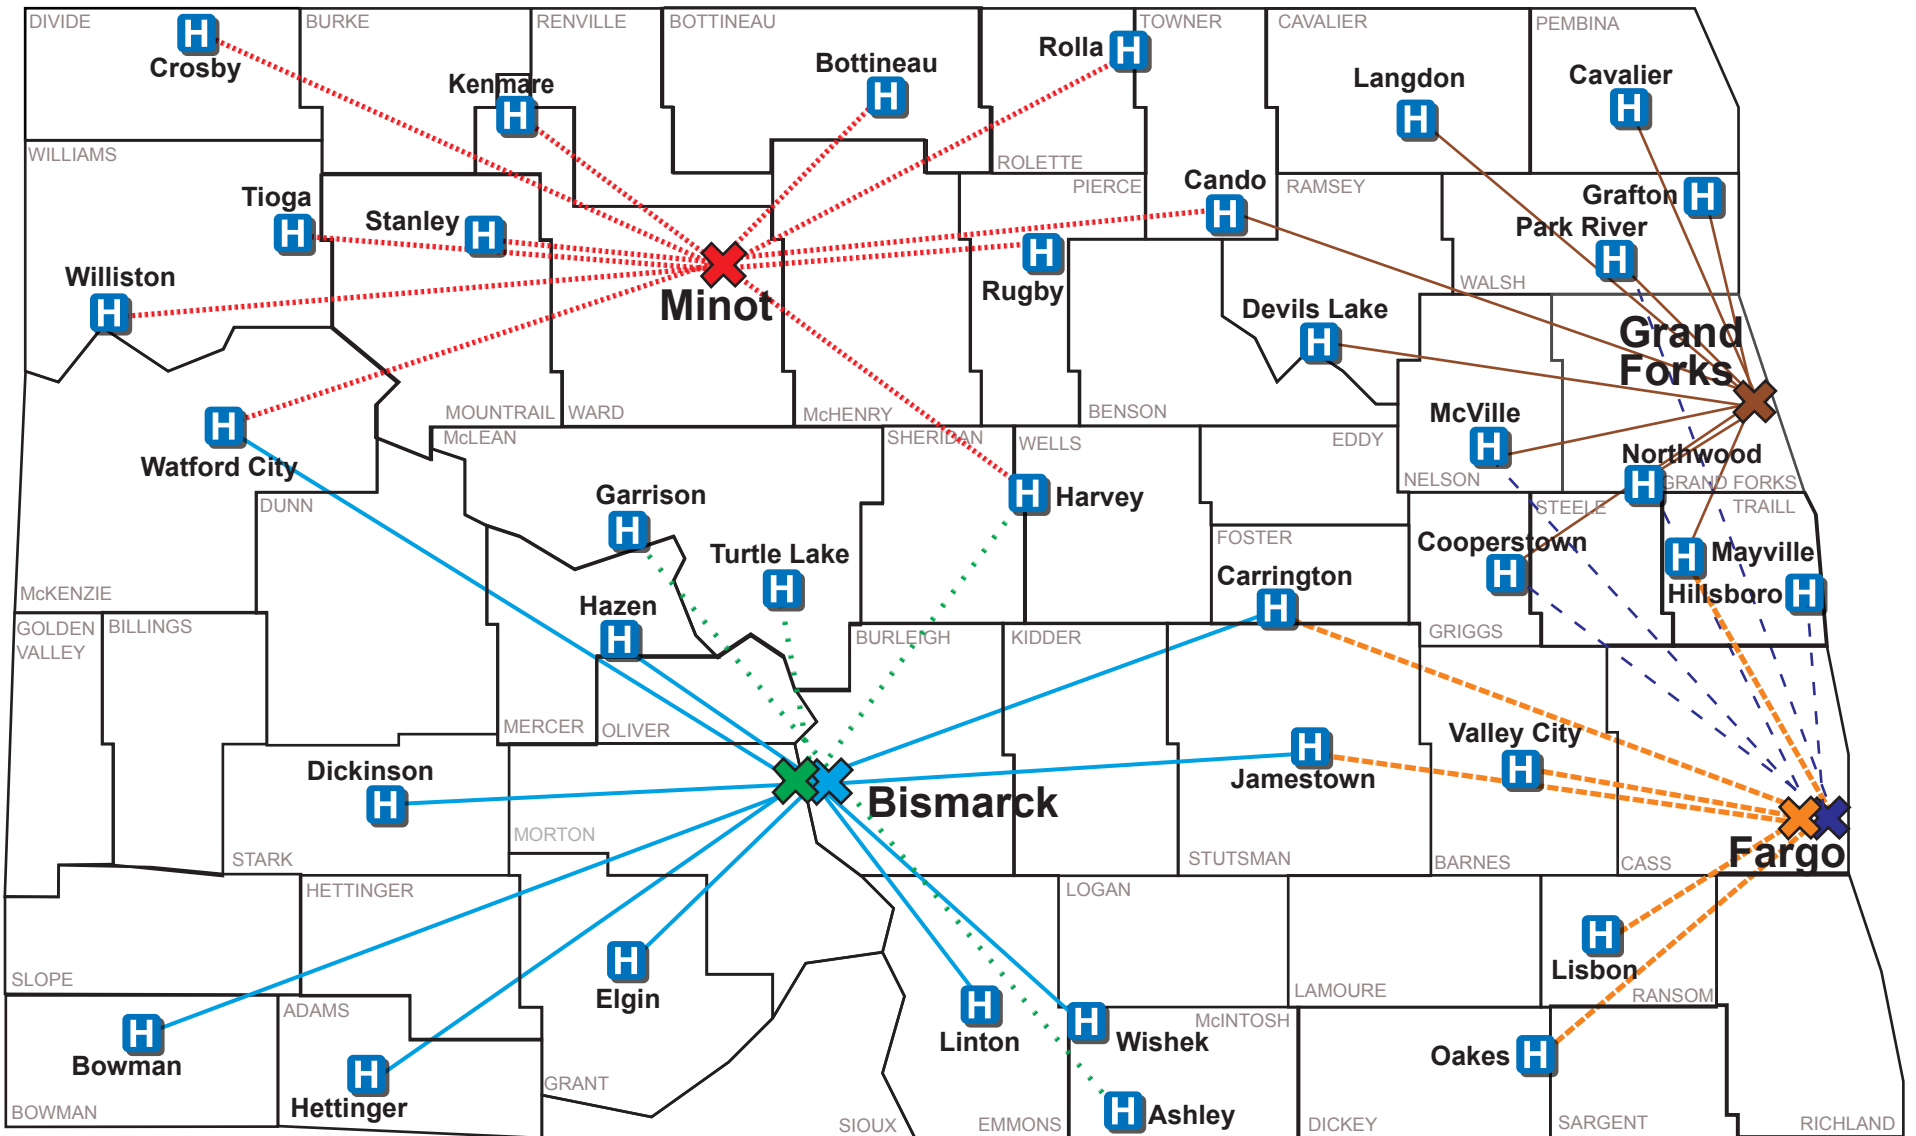 DIVIDE
BURKE
RENVILLE
BOTTINEAU
TOWNER
CAVALIER
PEMBINA
H
Crosby
Kenmare
H
Bottineau
H
Rolla H
Langdon
H
Cavalier
H
WILLIAMS
ROLETTE
PIERCE
RAMSEY
Tioga
H
Stanley H
Cando
H
Grafton H
Park River
H
Williston
H
Minot
H
Rugby
WALSH
Devils Lake
H
Grand
Forks
H
Watford City
MOUNTRAIL
WARD
McHENRY
BENSON
McVille
H
McLEAN
SHERIDAN
WELLS
EDDY
NELSON
Northwood
H
GRAND FORKS
DUNN
Garrison
H
H Harvey
STEELE
TRAILL
Turtle Lake
H
FOSTER
Cooperstown
H
H Mayville
Carrington
H
Hillsboro H
McKENZIE
Hazen
H
GOLDEN
VALLEY
BILLINGS
BURLEIGH
KIDDER
GRIGGS
MERCER
OLIVER
Dickinson
H
Bismarck
H
Jamestown
Valley City
H
MORTON
STARK
STUTSMAN
BARNES
CASS
Fargo
HETTINGER
LOGAN
H
Elgin
H
Lisbon
SLOPE
LAMOURE
RANSOM
ADAMS
H
Bowman
H
Linton
H
Wishek
McINTOSH
Oakes H
H
Hettinger
GRANT
BOWMAN
SIOUX
EMMONS
H Ashley
DICKEY
SARGENT
RICHLAND